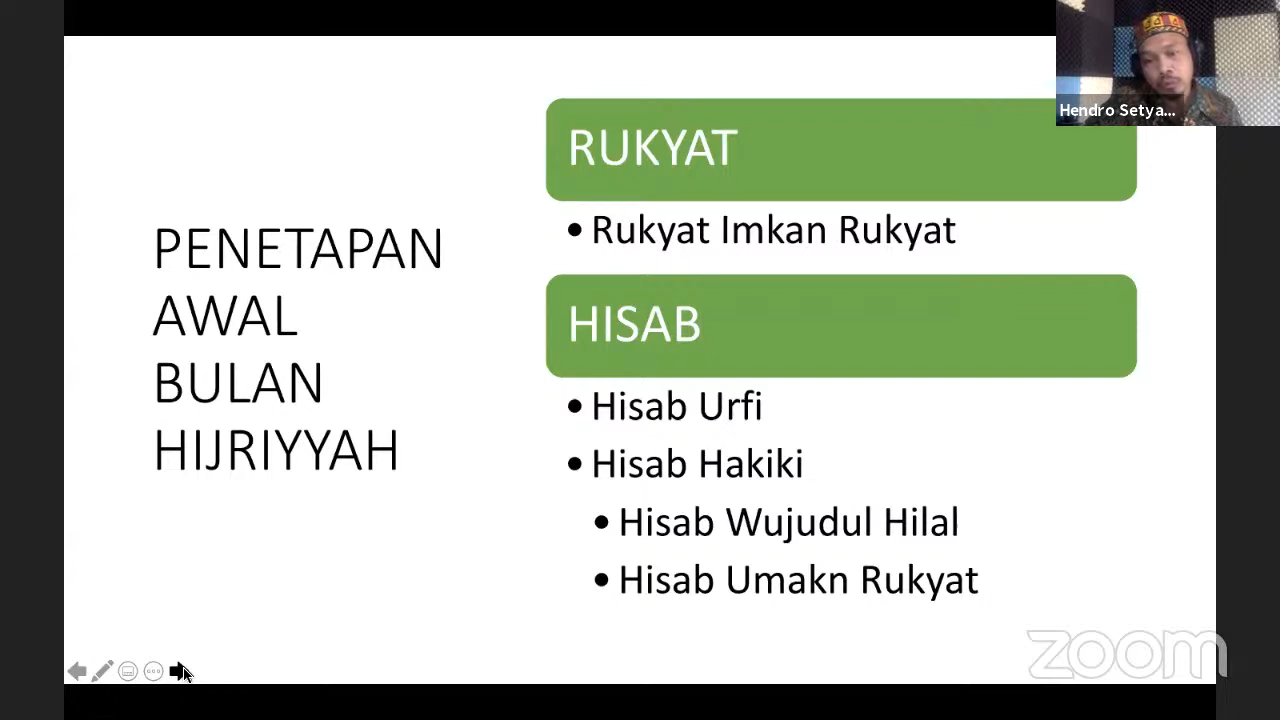 PENETAPAN
AWAL
BULAN
HIJRIYYAH
RUKYAT
• Rukyat Imkan Rukyat
HISAB
• Hisab Urfi
• Hisab Hakiki
• Hisab Wujudul Hilal
• Hisab Umakn Rukyat
Hendro Setya...
zoom